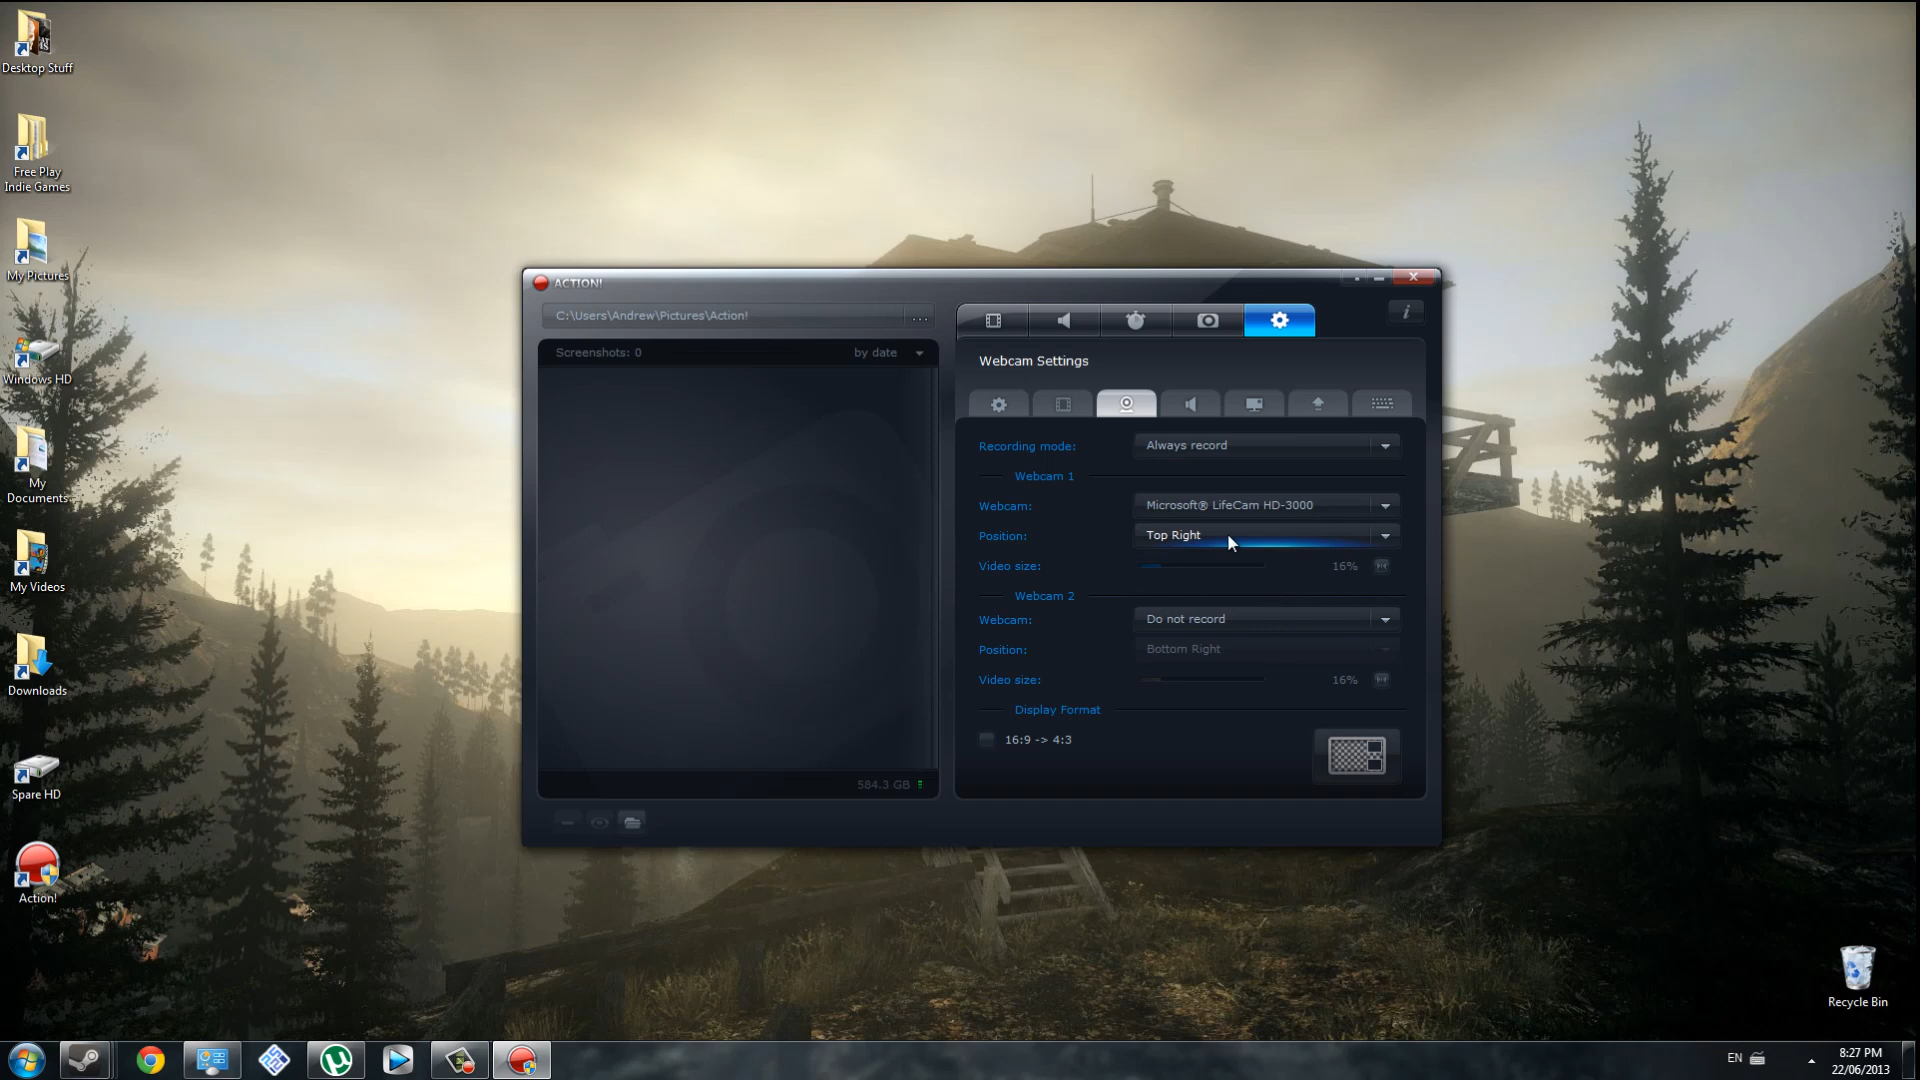 Desktop Stuff
Free Play
Indie Games
My Pictures
Windows HD
My
Documents
My Videos
Downloads
Spare HD
Action!
ACTION!
C:\Users\Andrew\Pictures\Action!
...
Screenshots: 0
by date
584.3 GB
i
Webcam Settings
Recording mode:
Always record
Webcam 1
Webcam:
Microsoft® LifeCam HD-3000
Position:
Top Right
Video size:
16%
Webcam 2
Webcam:
Do not record
Position:
Bottom Right
Video size:
16%
Display Format
16:9 -> 4:3
Recycle Bin
EN
8:27 PM
22/06/2013